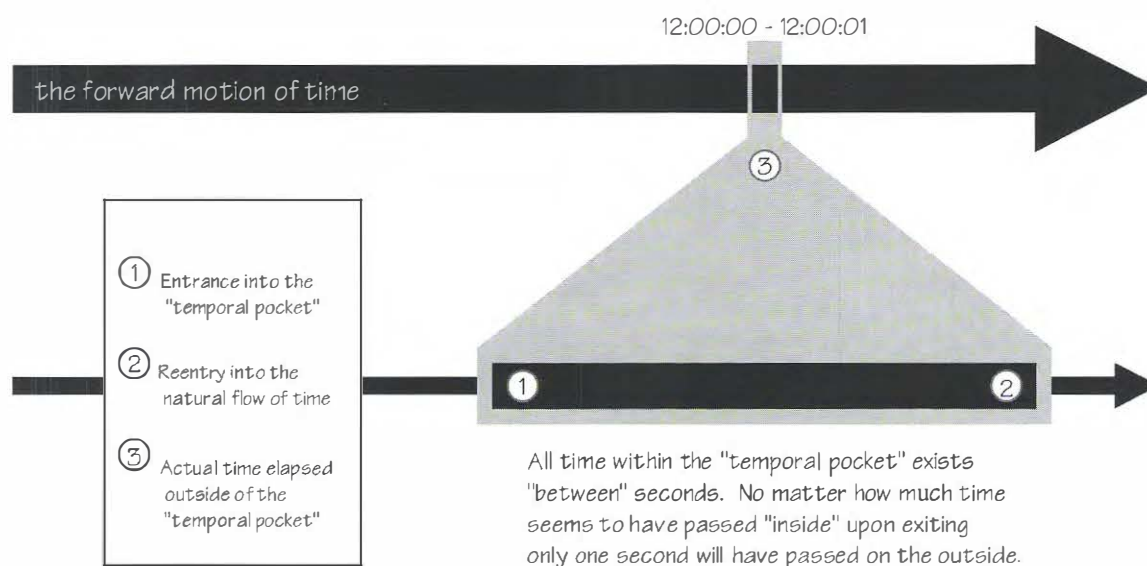 12:00:00 - 12:00:01
the forward motion of time
3
1 Entrance into the
"temporal pocket"
2 Reentry into the
natural flow of time
3 Actual time elapsed
outside of the
"temporal pocket"
1
2
All time within the "temporal pocket" exists
"between" seconds. No matter how much time
seems to have passed "inside" upon exiting
only one second will have passed on the outside.